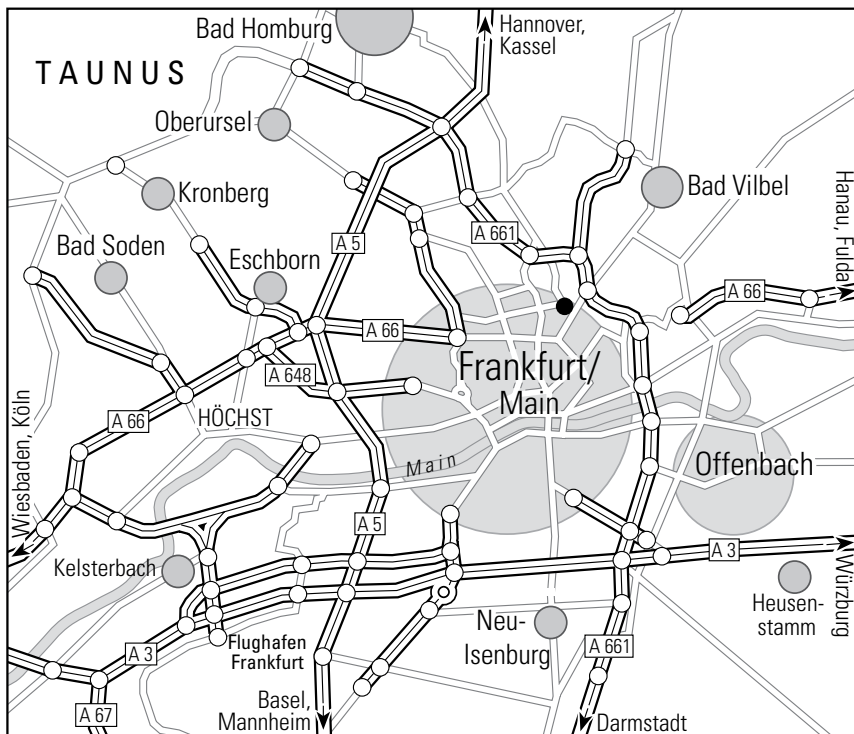 Bad Homburg
Hannover,
Kassel
TAUNUS
Oberursel
Kronberg
Bad Vilbel
Hanau, Fulda
A 661
A 5
Bad Soden
Eschborn
A 66
A 66
Frankfurt/
Main
A 648
A 66
HÖCHST
Wiesbaden, Köln
Main
Offenbach
A 5
A 3
Kelsterbach
Würzburg
Heusen-
stamm
Neu-
Isenburg
Flughafen
Frankfurt
A 3
A 661
A 67
Basel,
Mannheim
Darmstadt